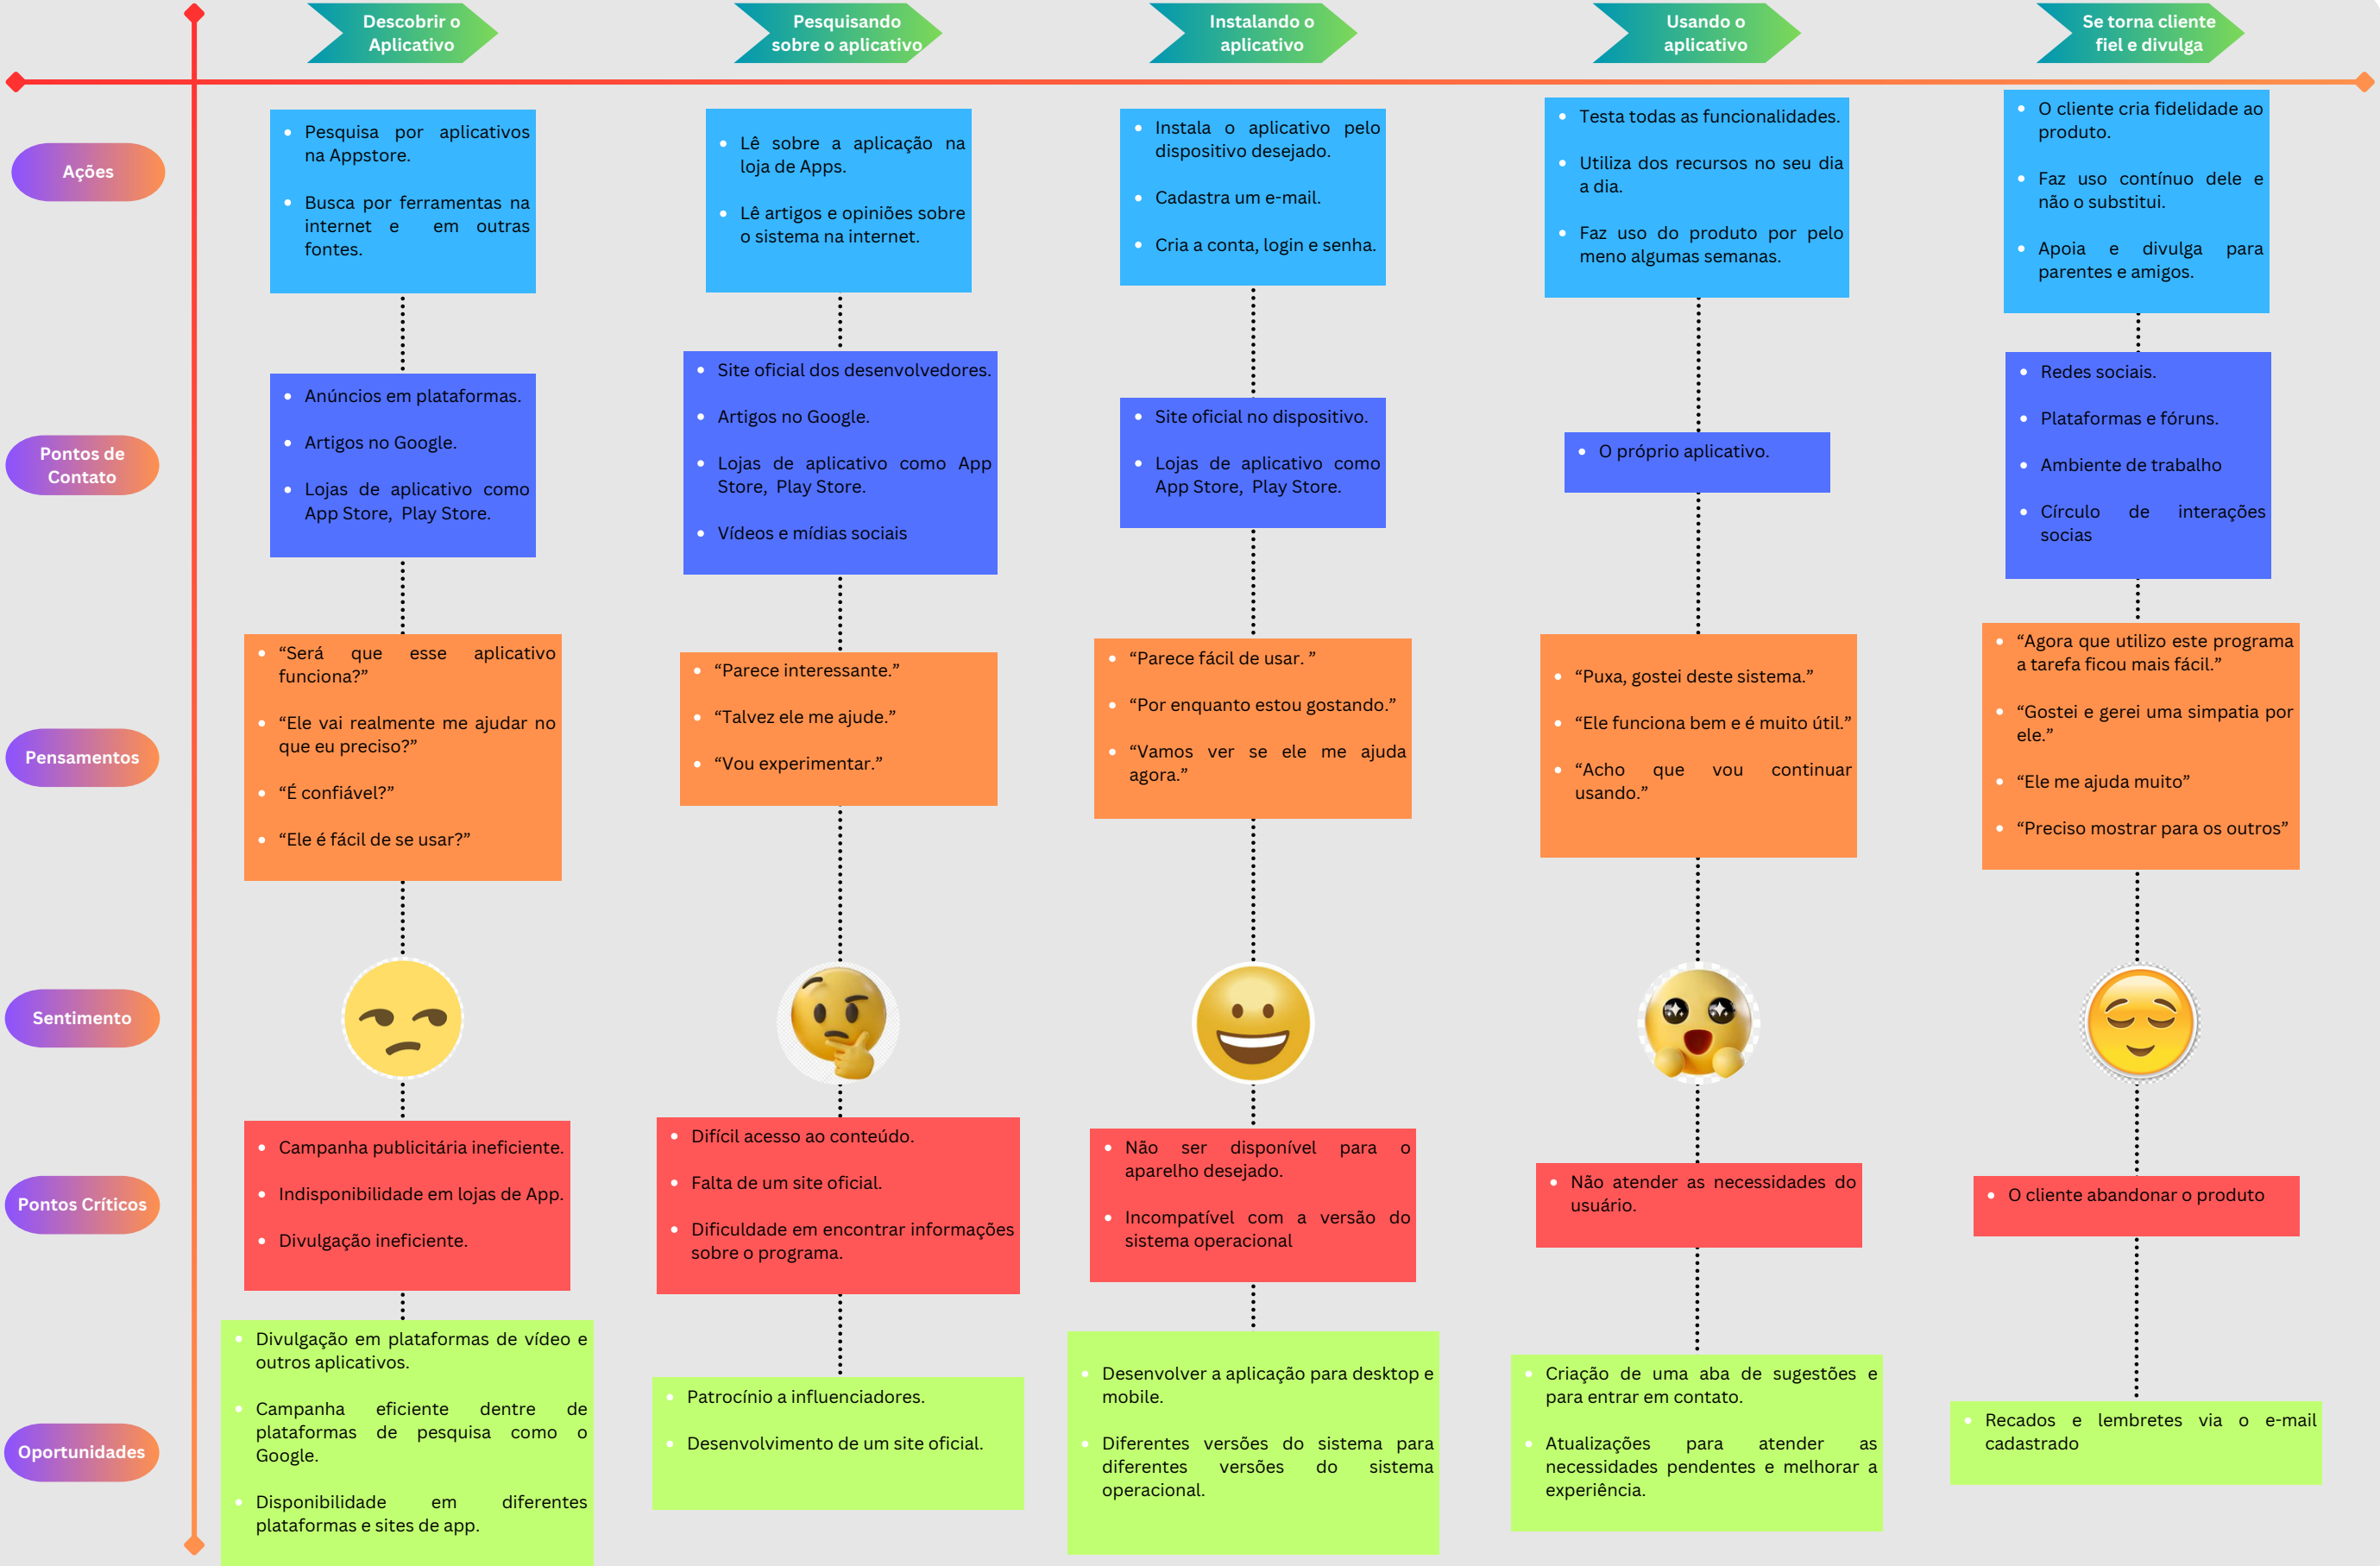 Descobrir o
Aplicativo
Pesquisando
sobre o aplicativo
Instalando o
aplicativo
Usando o
aplicativo
Se torna cliente
fiel e divulga
Ações
Pesquisa por aplicativos
na Appstore.
Busca por ferramentas na
internet e em outras
fontes.
Lê sobre a aplicação na
loja de Apps.
Lê artigos e opiniões sobre
o sistema na internet.
Instala o aplicativo pelo
dispositivo desejado.
Cadastra um e-mail.
Cria a conta, login e senha.
Testa todas as funcionalidades.
Utiliza dos recursos no seu dia
a dia.
Faz uso do produto por pelo
meno algumas semanas.
O cliente cria fidelidade ao
produto.
Faz uso contínuo dele e
não o substitui.
Apoia e divulga para
parentes e amigos.
Pontos de
Contato
Anúncios em plataformas.
Artigos no Google.
Lojas de aplicativo como
App Store, Play Store.
Site oficial dos desenvolvedores.
Artigos no Google.
Lojas de aplicativo como App
Store, Play Store.
Vídeos e mídias sociais
Site oficial no dispositivo.
Lojas de aplicativo como
App Store, Play Store.
O próprio aplicativo.
Redes sociais.
Plataformas e fóruns.
Ambiente de trabalho
Círculo de interações
socias
Pensamentos
“Será que esse aplicativo
funciona?”
“Ele vai realmente me ajudar no
que eu preciso?”
“É confiável?”
“Ele é fácil de se usar?”
“Parece interessante.”
“Talvez ele me ajude.”
“Vou experimentar.”
“Parece fácil de usar. ”
“Por enquanto estou gostando.”
“Vamos ver se ele me ajuda
agora.”
“Puxa, gostei deste sistema.”
“Ele funciona bem e é muito útil.”
“Acho que vou continuar
usando.”
“Agora que utilizo este programa
a tarefa ficou mais fácil.”
“Gostei e gerei uma simpatia por
ele.”
“Ele me ajuda muito”
“Preciso mostrar para os outros”
Sentimento
Pontos Críticos
Campanha publicitária ineficiente.
Indisponibilidade em lojas de App.
Divulgação ineficiente.
Difícil acesso ao conteúdo.
Falta de um site oficial.
Dificuldade em encontrar informações
sobre o programa.
Não ser disponível para o
aparelho desejado.
Incompatível com a versão do
sistema operacional
Não atender as necessidades do
usuário.
O cliente abandonar o produto
Oportunidades
Divulgação em plataformas de vídeo e
outros aplicativos.
Campanha eficiente dentre de
plataformas de pesquisa como o
Google.
Disponibilidade em diferentes
plataformas e sites de app.
Patrocínio a influenciadores.
Desenvolvimento de um site oficial.
Desenvolver a aplicação para desktop e
mobile.
Diferentes versões do sistema para
diferentes versões do sistema
operacional.
Criação de uma aba de sugestões e
para entrar em contato.
Atualizações para atender as
necessidades pendentes e melhorar a
experiência.
Recados e lembretes via o e-mail
cadastrado